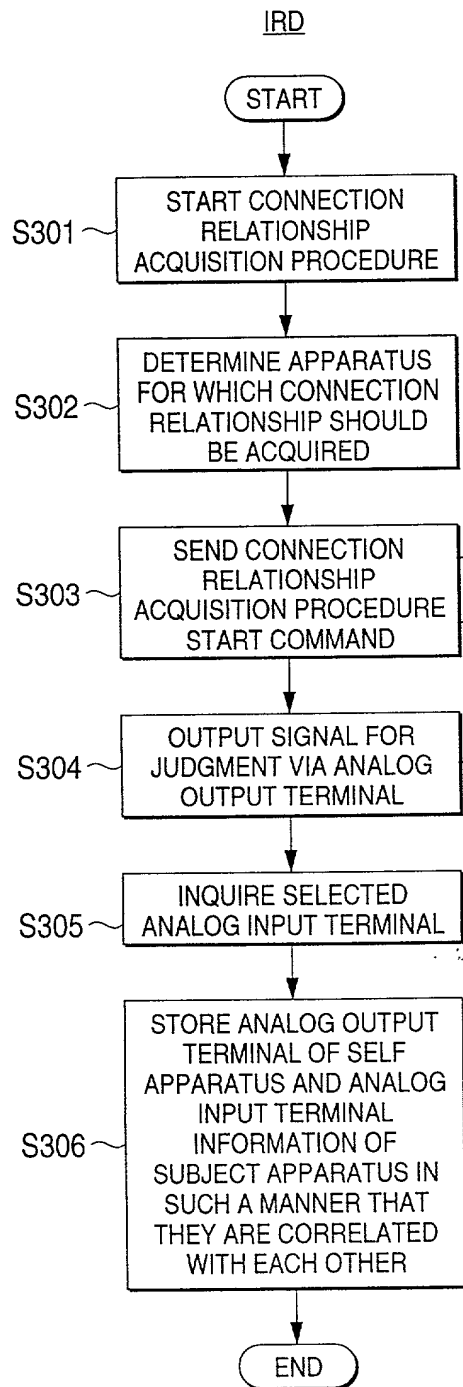 IRD
START
S301
START CONNECTION
RELATIONSHIP
ACQUISITION PROCEDURE
S302
DETERMINE APPARATUS
FOR WHICH CONNECTION
RELATIONSHIP SHOULD
BE ACQUIRED
S303
SEND CONNECTION
RELATIONSHIP
ACQUISITION PROCEDURE
START COMMAND
S304
OUTPUT SIGNAL FOR
JUDGMENT VIA ANALOG
OUTPUT TERMINAL
S305
INQUIRE SELECTED
ANALOG INPUT TERMINAL
S306
STORE ANALOG OUTPUT
TERMINAL OF SELF
APPARATUS AND ANALOG
INPUT TERMINAL
INFORMATION OF
SUBJECT APPARATUS IN
SUCH A MANNER THAT
THEY ARE CORRELATED
WITH EACH OTHER
END